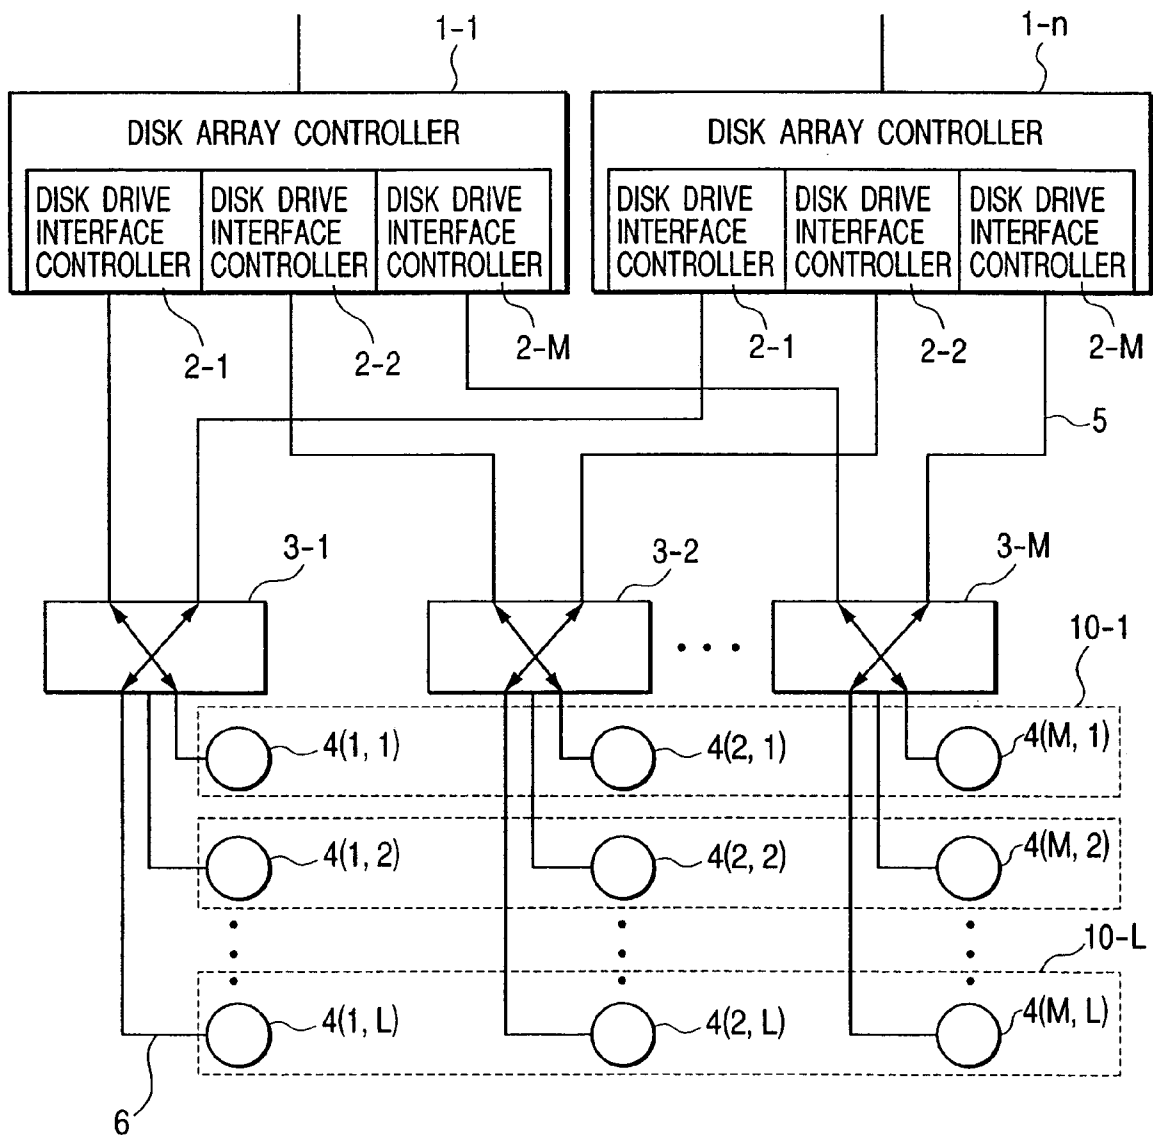 1-1
1-n
DISK ARRAY CONTROLLER
DISK ARRAY CONTROLLER
DISK DRIVE
INTERFACE
CONTROLLER
DISK DRIVE
INTERFACE
CONTROLLER
DISK DRIVE
INTERFACE
CONTROLLER
DISK DRIVE
INTERFACE
CONTROLLER
DISK DRIVE
INTERFACE
CONTROLLER
DISK DRIVE
INTERFACE
CONTROLLER
2-1
2-2
2-M
2-1
2-2
2-M
5
3-1
3-2
3-M
10-1
4(1, 1)
4(2, 1)
4(M, 1)
4(1, 2)
4(2, 2)
4(M, 2)
10-L
4(1, L)
4(2, L)
4(M, L)
6